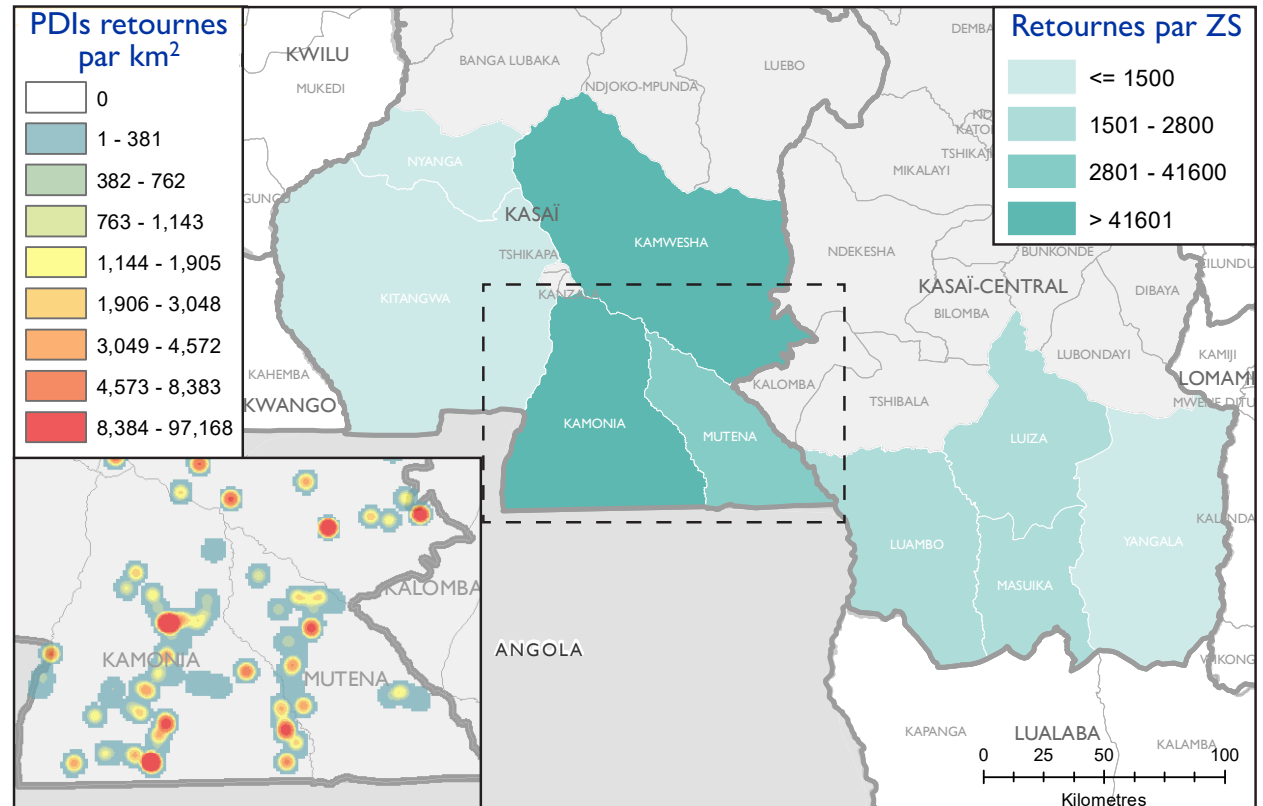 PDIs retournes
par km2
0
1 - 381
382 - 762
763 - 1,143
1,144 - 1,905
1,906 - 3,048
3,049 - 4,572
4,573 - 8,383
8,384 - 97,168
Retournes par ZS
<= 1500
1501 - 2800
2801 - 41600
> 41601
KWILU
MUKEDI
BANGA LUBAKA
LUEBO
NDJOKO-MPUNDA
DEMBA
TSHIKAJI
MIKALAYI
NYANGA
KASAÏ
TSHIKAPA
KAMWESHA
NDEKESHA
BUNKONDE
KITANGWA
KASAÏ-CENTRAL
BILOMBA
DIBAYA
KAHEMBA
KWANGO
KALOMBA
LUBONDAYI
KAMIJI
LOMAMI
TSHIBALA
KAMONIA
MUTENA
LUIZA
LUAMBO
MASUIKA
YANGALA
KALOMBA
KAMONIA
MUTENA
ANGOLA
KAPANGA
LUALABA
KALAMBA
0 25 50 100
Kilometres